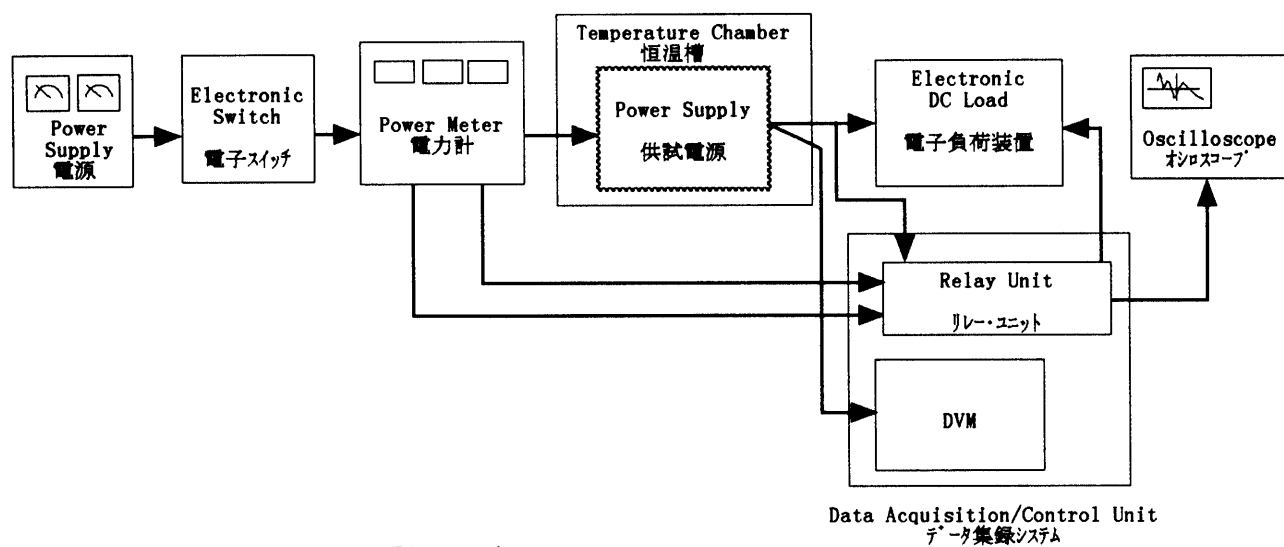 Power
Supply
電源
Electronic
Switch
電子スイッチ
Power Meter
電力計
Temperature Chamber
恒温槽
Power Supply
供試電源
Electronic
DC Load
電子負荷装置
Oscilloscope
オシロスコープ
Relay Unit
リレー・ユニット
DVM
Data Acquisition/Control Unit
データ集録システム